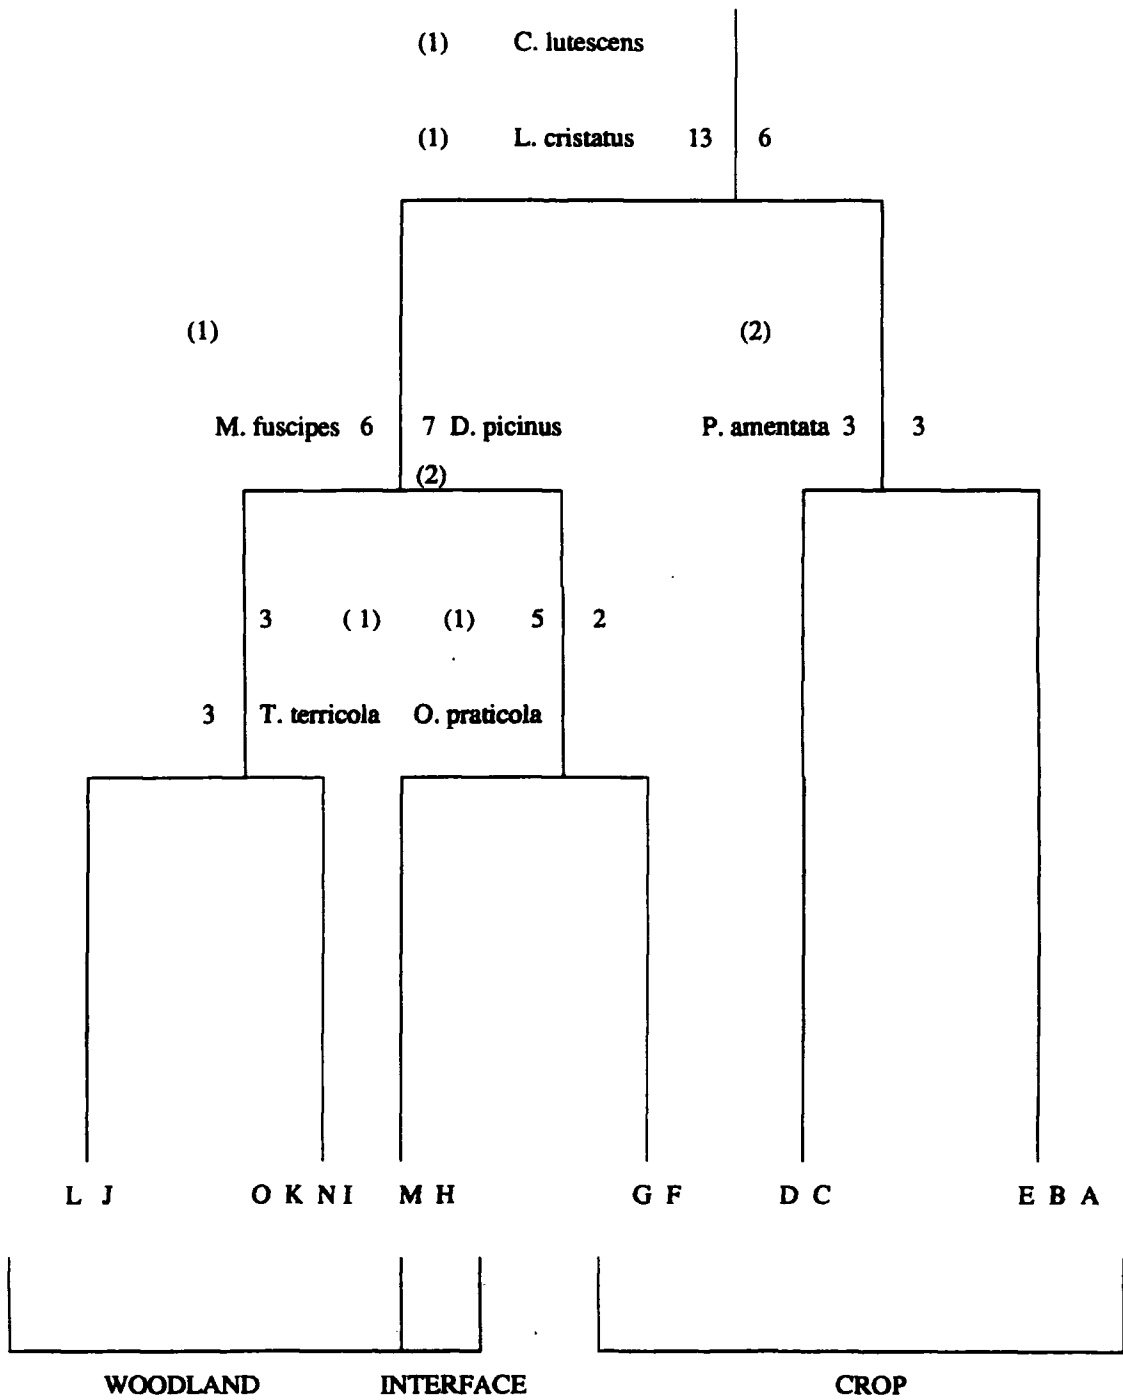 (1) C. lutescens
(1) L. cristatus 13 6
(1) (2)
M. fuscipes 6 7 D. picinus P. amentata 3 3
(2)
3 ( 1) (1) 5 2
3 T. terricola O. praticola
L J O K N I M H G F D C E B A
WOODLAND INTERFACE CROP